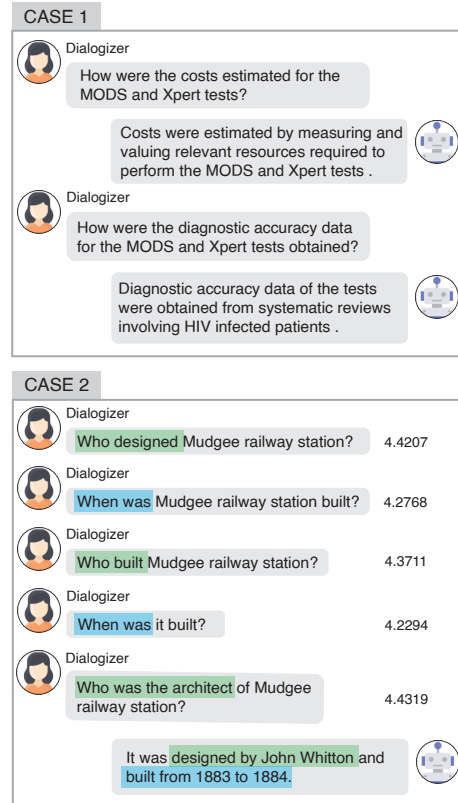 CASE 1
Dialogizer
How were the costs estimated for the
MODS and Xpert tests?
Costs were estimated by measuring and
valuing relevant resources required to
perform the MODS and Xpert tests .
Dialogizer
How were the diagnostic accuracy data
for the MODS and Xpert tests obtained?
Diagnostic accuracy data of the tests
were obtained from systematic reviews
involving HIV infected patients .
CASE 2
Dialogizer
Who designed Mudgee railway station? 4.4207
Dialogizer
When was Mudgee railway station built? 4.2768
Dialogizer
Who built Mudgee railway station? 4.3711
Dialogizer
When was it built? 4.2294
Dialogizer
Who was the architect of Mudgee
railway station? 4.4319
It was designed by John Whitton and
built from 1883 to 1884.